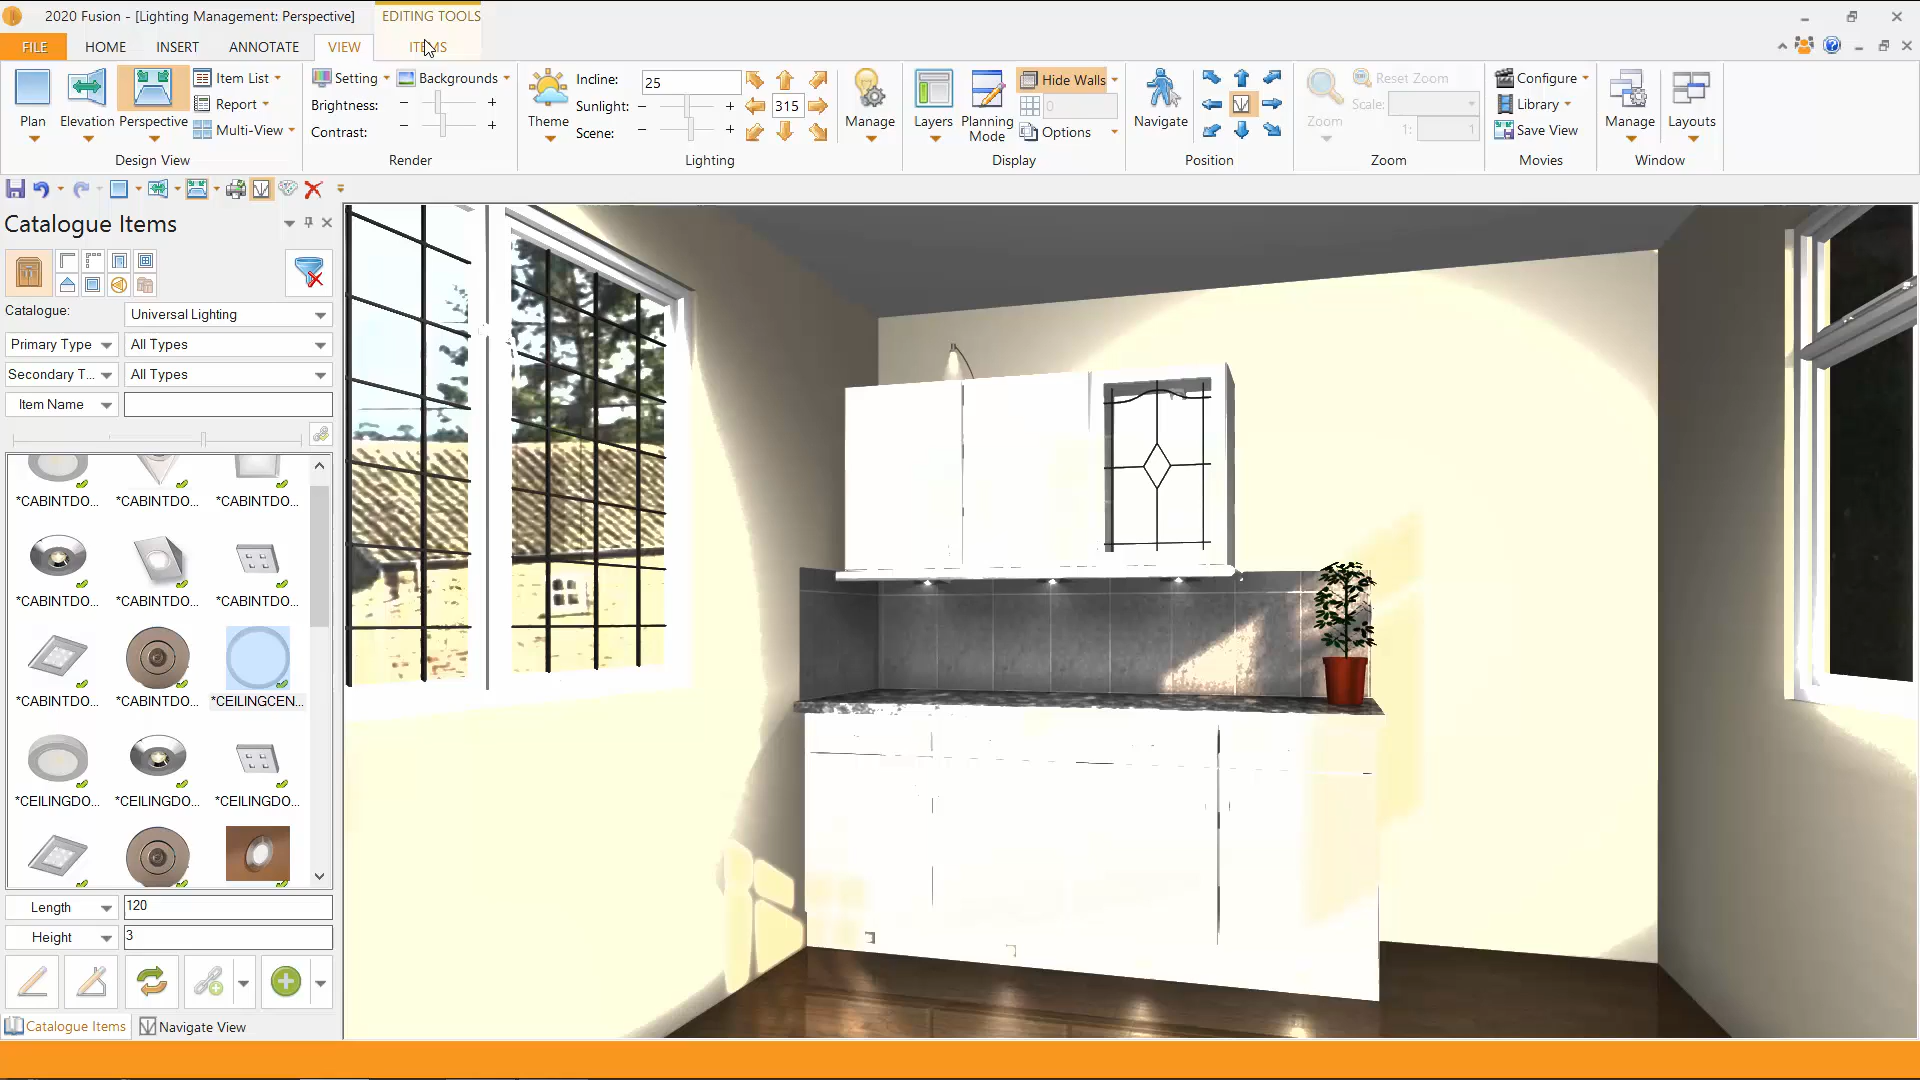 2020 Fusion - [Lighting Management: Perspective]
EDITING TOOLS
FILE
HOME
INSERT
ANNOTATE
VIEW
ITEMS
Plan
Elevation
Perspective
Item List
Report
Multi-View
Design View
Setting
Backgrounds
Brightness:
Contrast:
Render
Theme
Incline:
25
Sunlight:
315
Scene:
Manage
Lighting
Layers
Planning
Mode
Hide Walls
0
Options
Display
Navigate
Position
Zoom
Reset Zoom
Scale:
1:
1
Zoom
Configure
Library
Save View
Movies
Manage
Layouts
Window
Catalogue Items
Catalogue:
Universal Lighting
Primary Type
All Types
Secondary T...
All Types
Item Name
*CABINTDO...
*CABINTDO...
*CABINTDO...
*CABINTDO...
*CABINTDO...
*CABINTDO...
*CABINTDO...
*CABINTDO...
*CEILINGCEN...
*CEILINGDO...
*CEILINGDO...
*CEILINGDO...
Length
120
Height
3
Catalogue Items
Navigate View